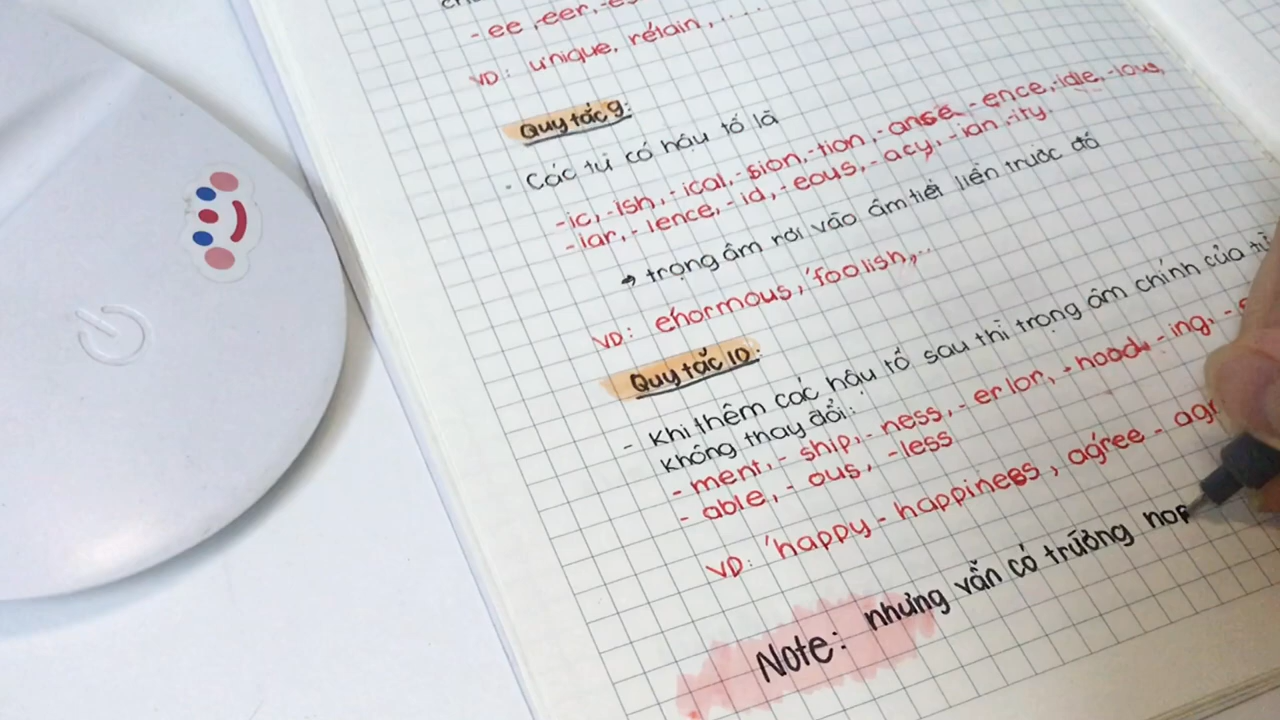 - ee, eer, -es
VD: u'nique, re'tain, ....
Quy tắc 9:
- Các từ có hậu tố là
-ic, -ish, -ical, -sion, -tion, -anse, -ence, -idle, -ious,
-iar, - ience, - id, - eous, - acy, - ian, -ity.
→ trọng âm rơi vào âm tiết liền trước đó
VD: e'normous, 'foolish,...
Quy tắc 10:
- Khi thêm các hậu tố sau thì trọng âm chính của từ
không thay đổi:
- ment, - ship, - ness, - er lor, - hood, - ing, -
- able, - ous, -less
VD: 'happy - happiness, a'gree - agr
Note: nhưng vẫn có trường hợp